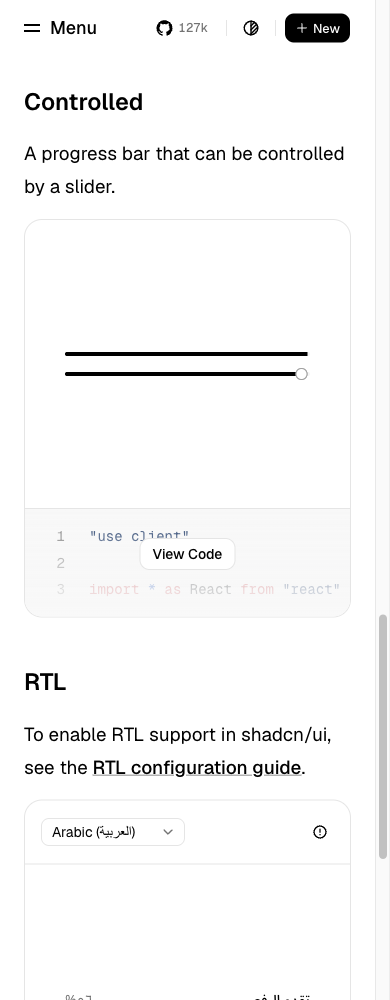 Menu
127k
New
Controlled
A progress bar that can be controlled
by a slider.
1 "use client"
View Code
2
3 import * as React from "react"
RTL
To enable RTL support in shadcn/ui,
see the RTL configuration guide.
Arabic (العربية)